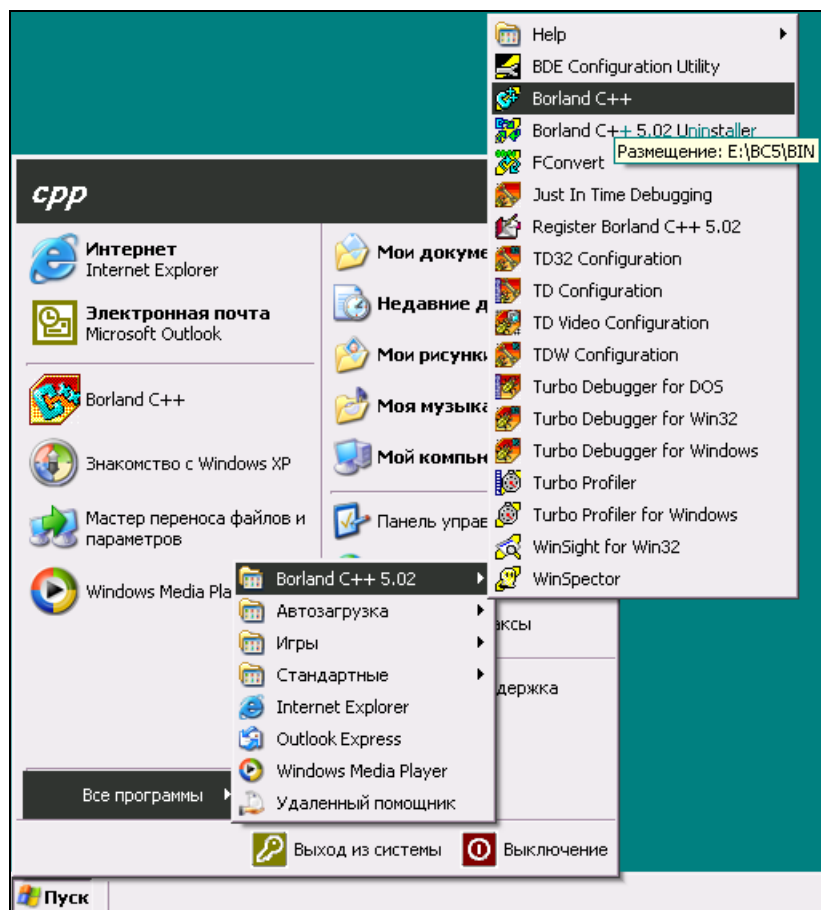 Help
BDE Configuration Utility
Borland C++
Borland C++ 5.02 Uninstaller
Размещение: E:\BC5\BIN
FConvert
Just In Time Debugging
Register Borland C++ 5.02
TD32 Configuration
TD Configuration
TD Video Configuration
TDW Configuration
Turbo Debugger for DOS
Turbo Debugger for Win32
Turbo Debugger for Windows
Turbo Profiler
Turbo Profiler for Windows
WinSight for Win32
WinSpector
cpp
Интернет
Internet Explorer
Электронная почта
Microsoft Outlook
Borland C++
Знакомство с Windows XP
Мастер переноса файлов и
параметров
Windows Media Pla
Все программы
Мои докуме
Недавние д
Мои рисунк
Моя музыка
Мой компьн
Панель управ
аксы
держка
Borland C++ 5.02
Автозагрузка
Игры
Стандартные
Internet Explorer
Outlook Express
Windows Media Player
Удаленный помощник
Выход из системы
Выключение
Пуск